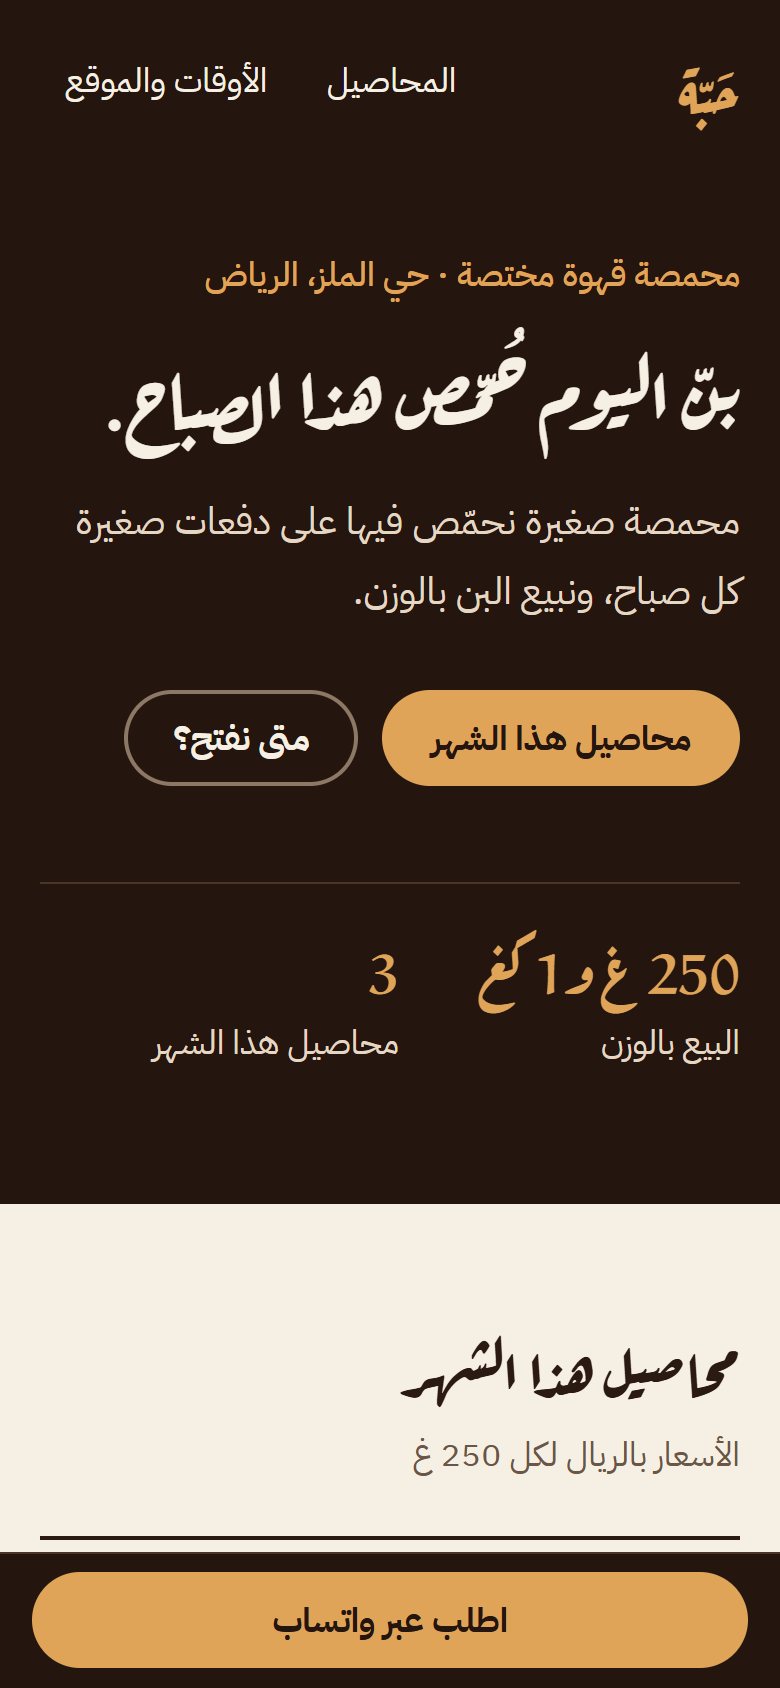 حَبّة
المحاصيل
الأوقات والموقع
محمصة قهوة مختصة · حي الملز، الرياض
بنّ اليوم حُمّص هذا الصباح.
محمصة صغيرة نحمّص فيها على دفعات صغيرة
كل صباح، ونبيع البن بالوزن.
محاصيل هذا الشهر
متى نفتح؟
250 غ و 1 كغ
3
البيع بالوزن
محاصيل هذا الشهر
محاصيل هذا الشهر
الأسعار بالريال لكل 250 غ
اطلب عبر واتساب